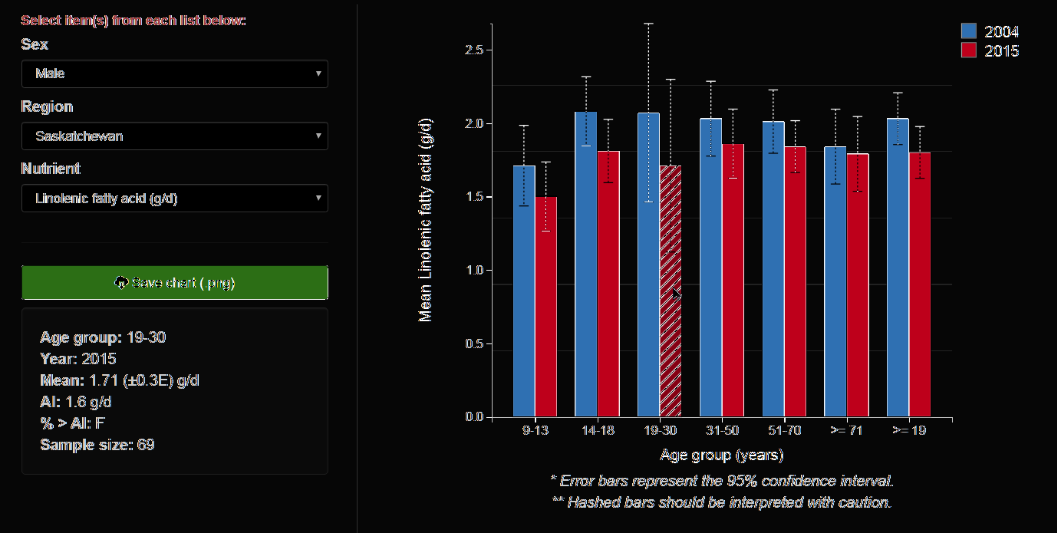 Select item(s) from each list below:
Sex
Male
Region
Saskatchewan
Nutrient
Linolenic fatty acid (g/d)
Save chart (.png)
Age group: 19-30
Year: 2015
Mean: 1.71 (±0.3E) g/d
AI: 1.6 g/d
% > AI: F
Sample size: 69
2004
2015
Mean Linolenic fatty acid (g/d)
2.5
2.0
1.5
1.0
0.5
0.0
9-13 14-18 19-30 31-50 51-70 >= 71 >= 19
Age group (years)
* Error bars represent the 95% confidence interval.
** Hashed bars should be interpreted with caution.